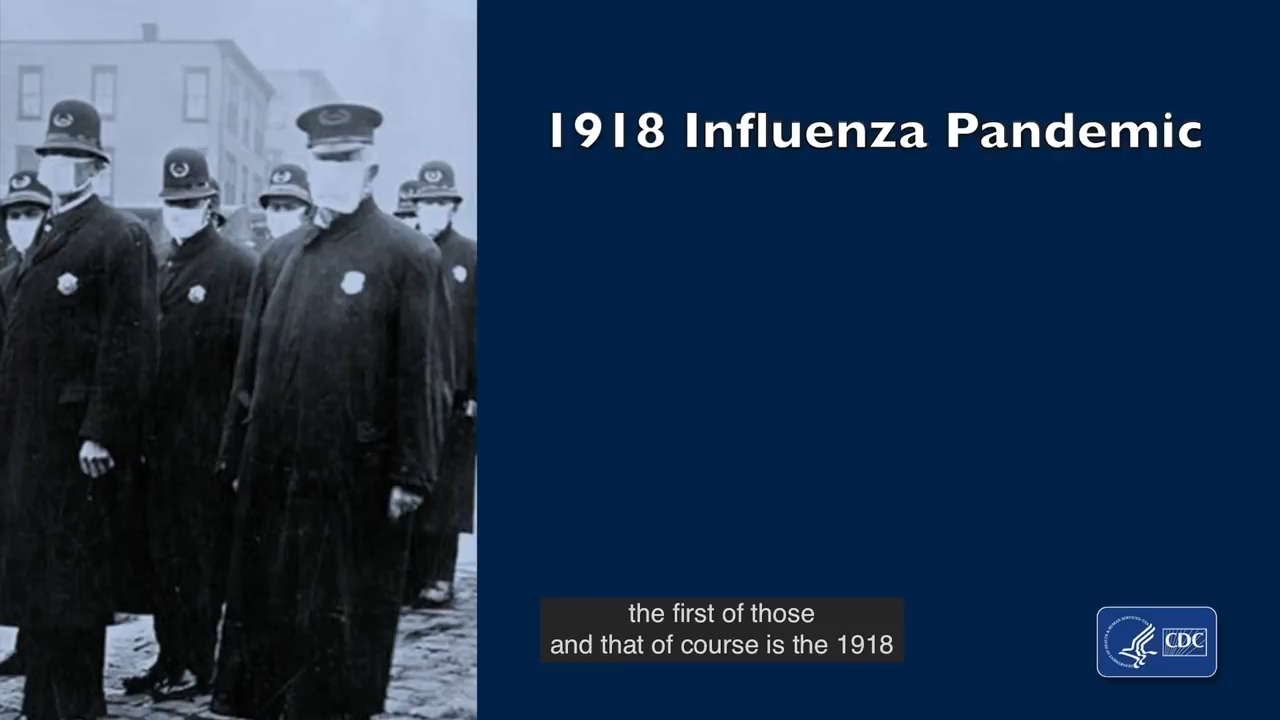 1918 Influenza Pandemic
the first of those
and that of course is the 1918
CDC